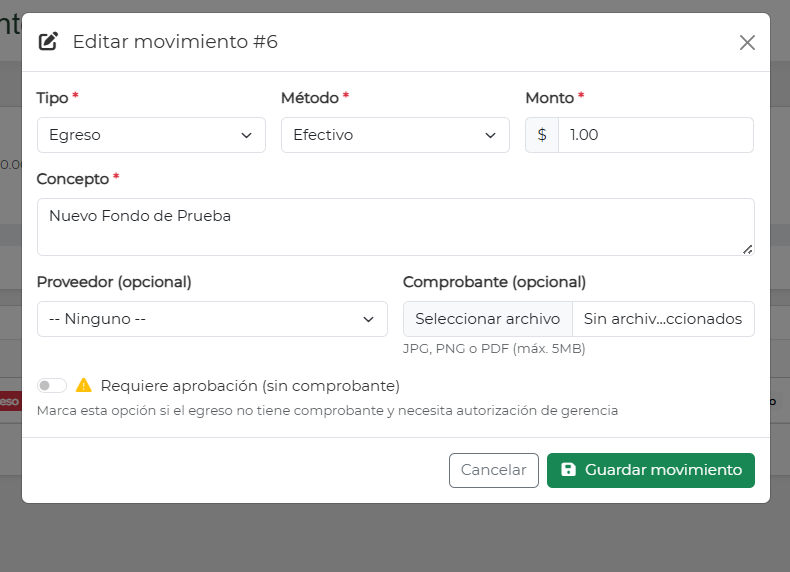 Editar movimiento #6
Tipo * Método * Monto *
Egreso Efectivo $ 1.00
Concepto *
Nuevo Fondo de Prueba
Proveedor (opcional) Comprobante (opcional)
-- Ninguno -- Seleccionar archivo Sin archiv...ccionados
JPG, PNG o PDF (máx. 5MB)
Requiere aprobación (sin comprobante)
Marca esta opción si el egreso no tiene comprobante y necesita autorización de gerencia
Cancelar Guardar movimiento